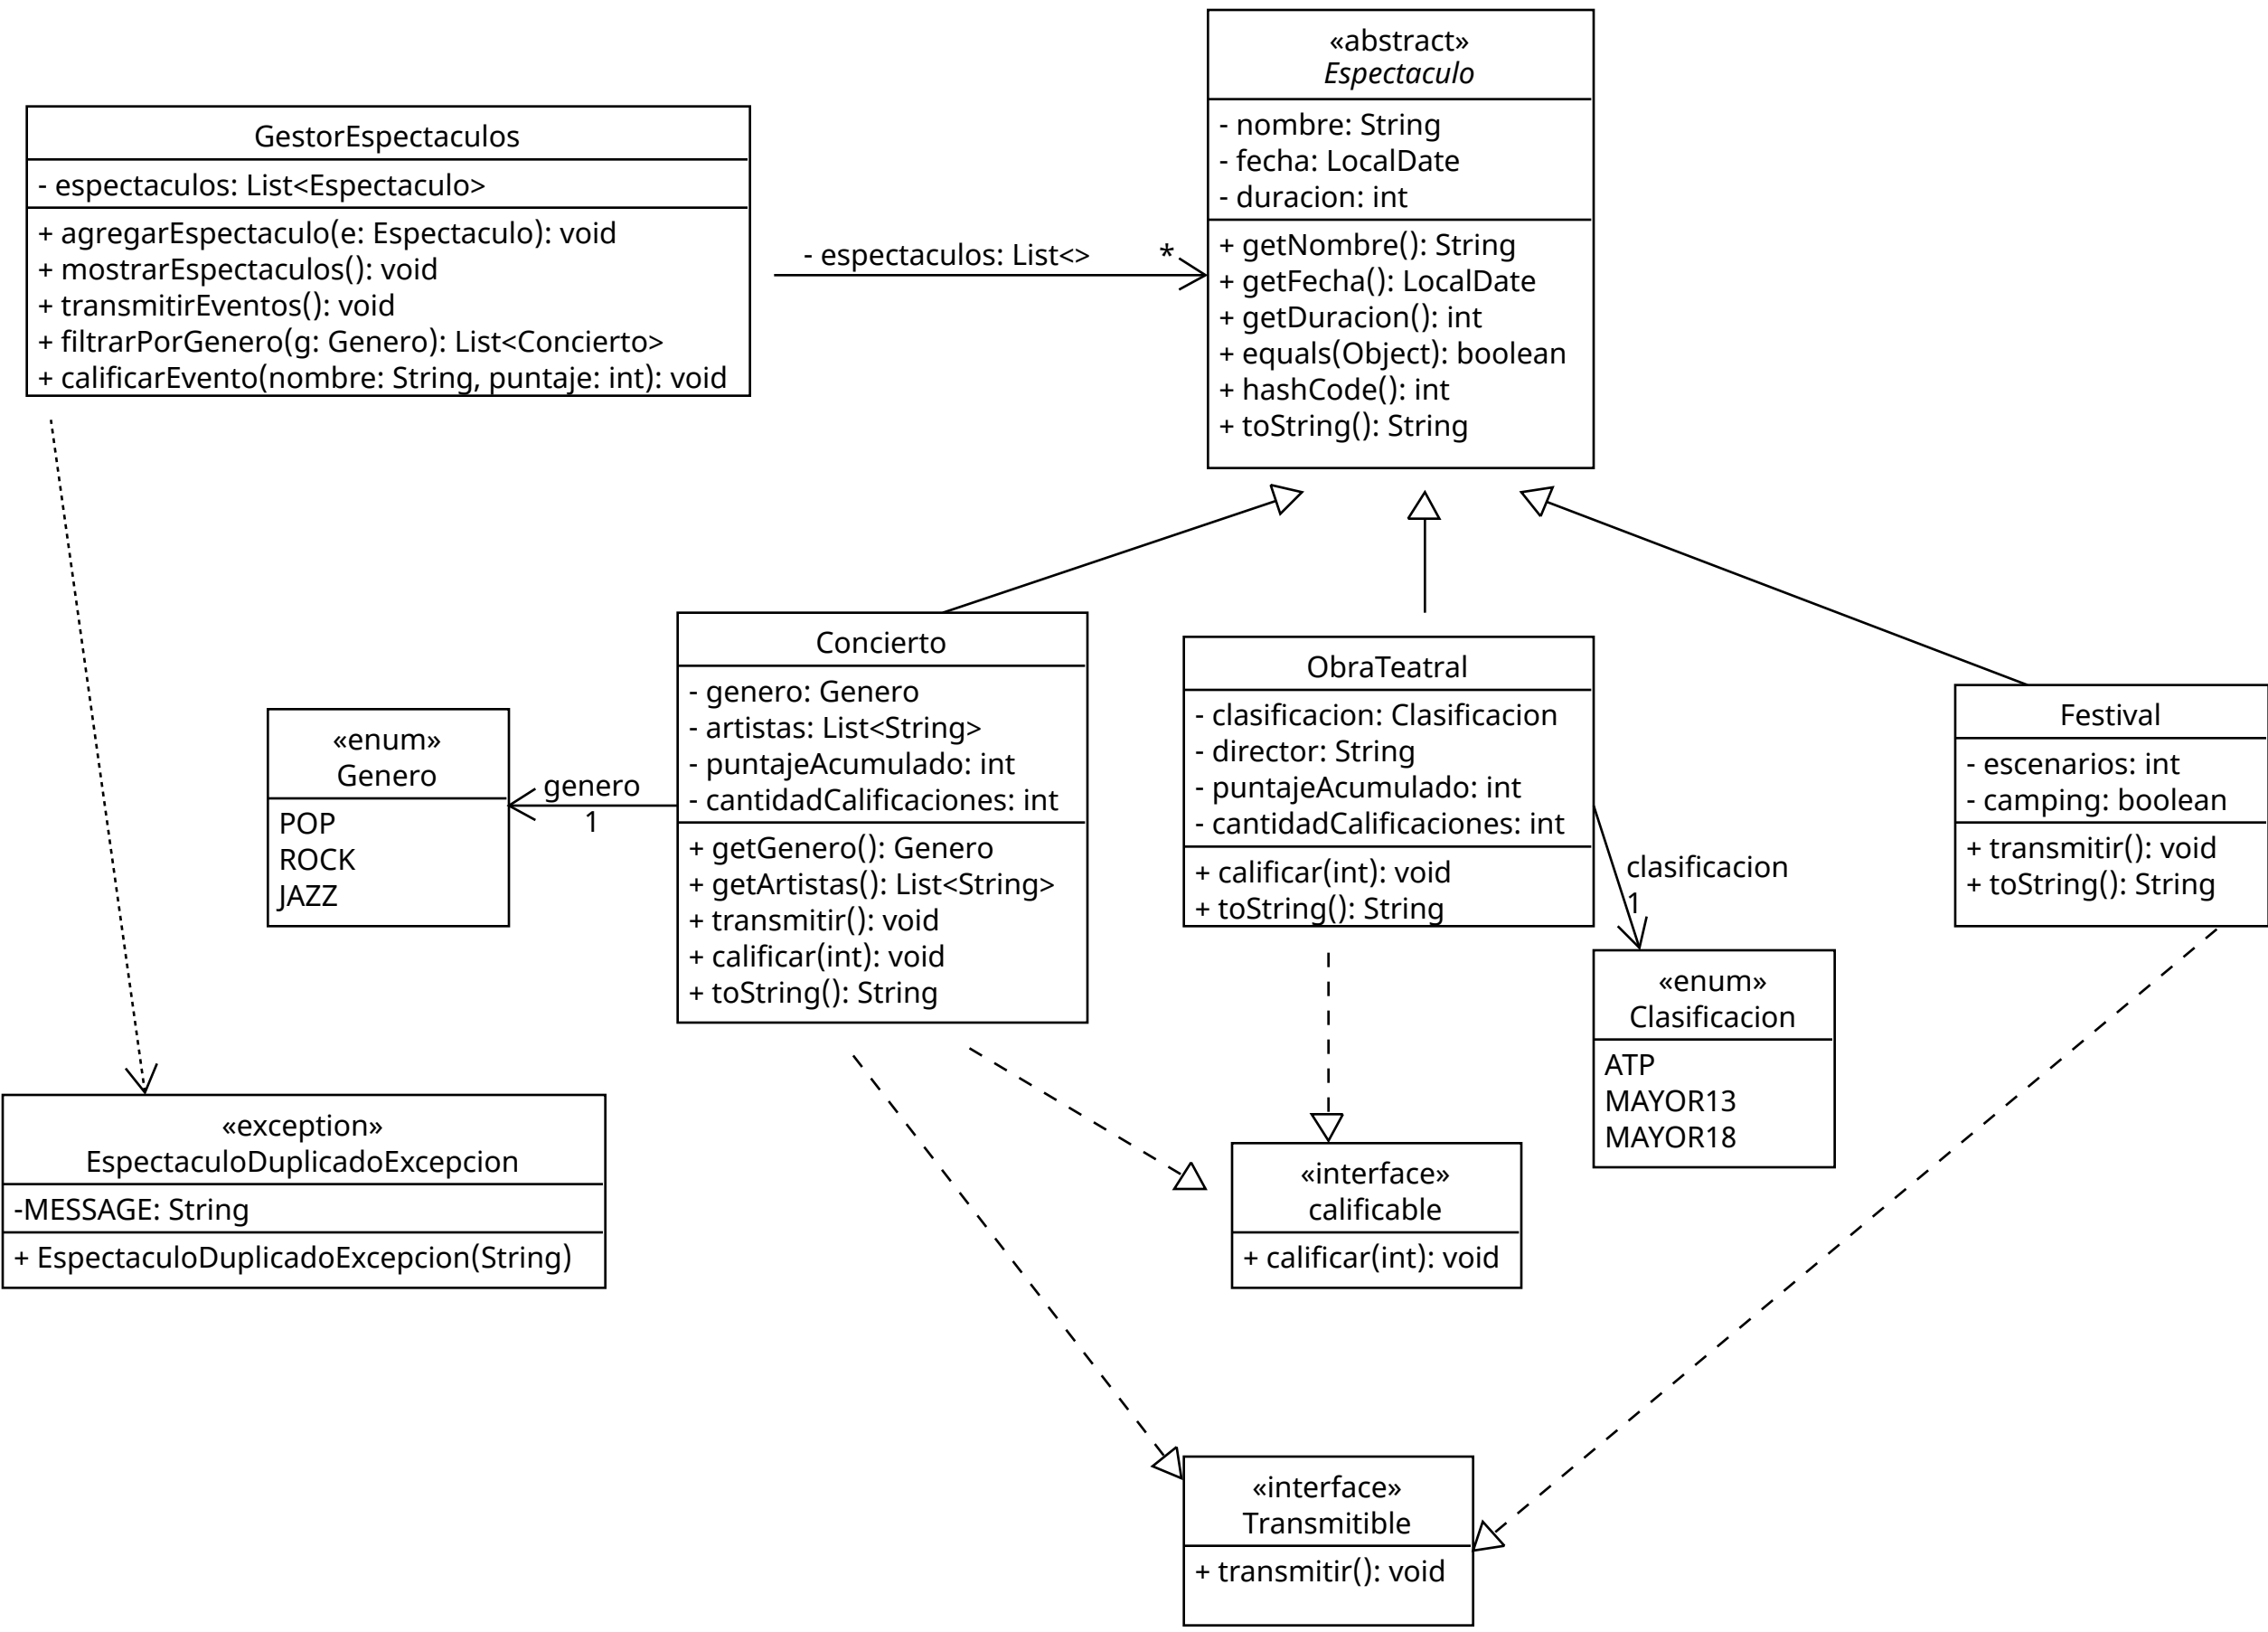 «abstract»
Espectaculo
- nombre: String
- fecha: LocalDate
- duracion: int
+ getNombre(): String
+ getFecha(): LocalDate
+ getDuracion(): int
+ equals(Object): boolean
+ hashCode(): int
+ toString(): String
GestorEspectaculos
- espectaculos: List<Espectaculo>
+ agregarEspectaculo(e: Espectaculo): void
+ mostrarEspectaculos(): void
+ transmitirEventos(): void
+ filtrarPorGenero(g: Genero): List<Concierto>
+ calificarEvento(nombre: String, puntaje: int): void
- espectaculos: List<>
*
Concierto
- genero: Genero
- artistas: List<String>
- puntajeAcumulado: int
- cantidadCalificaciones: int
+ getGenero(): Genero
+ getArtistas(): List<String>
+ transmitir(): void
+ calificar(int): void
+ toString(): String
ObraTeatral
- clasificacion: Clasificacion
- director: String
- puntajeAcumulado: int
- cantidadCalificaciones: int
+ calificar(int): void
+ toString(): String
Festival
- escenarios: int
- camping: boolean
+ transmitir(): void
+ toString(): String
«enum»
Genero
POP
ROCK
JAZZ
genero
1
clasificacion
1
«enum»
Clasificacion
ATP
MAYOR13
MAYOR18
«exception»
EspectaculoDuplicadoExcepcion
-MESSAGE: String
+ EspectaculoDuplicadoExcepcion(String)
«interface»
calificable
+ calificar(int): void
«interface»
Transmitible
+ transmitir(): void